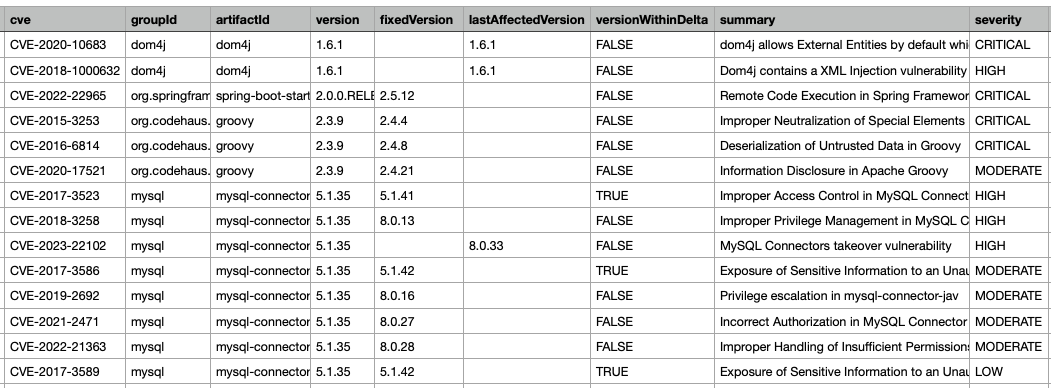 cve groupId artifactId version fixedVersion lastAffectedVersion versionWithinDelta summary severity
CVE-2020-10683 dom4j dom4j 1.6.1 1.6.1 FALSE dom4j allows External Entities by default whi CRITICAL
CVE-2018-1000632 dom4j dom4j 1.6.1 1.6.1 FALSE Dom4j contains a XML Injection vulnerability HIGH
CVE-2022-22965 org.springfram spring-boot-start 2.0.0.RELE 2.5.12 FALSE Remote Code Execution in Spring Framewor CRITICAL
CVE-2015-3253 org.codehaus. groovy 2.3.9 2.4.4 FALSE Improper Neutralization of Special Elements CRITICAL
CVE-2016-6814 org.codehaus. groovy 2.3.9 2.4.8 FALSE Deserialization of Untrusted Data in Groovy CRITICAL
CVE-2020-17521 org.codehaus. groovy 2.3.9 2.4.21 FALSE Information Disclosure in Apache Groovy MODERATE
CVE-2017-3523 mysql mysql-connector 5.1.35 5.1.41 TRUE Improper Access Control in MySQL Connect HIGH
CVE-2018-3258 mysql mysql-connector 5.1.35 8.0.13 FALSE Improper Privilege Management in MySQL C HIGH
CVE-2023-22102 mysql mysql-connector 5.1.35 8.0.33 FALSE MySQL Connectors takeover vulnerability HIGH
CVE-2017-3586 mysql mysql-connector 5.1.35 5.1.42 TRUE Exposure of Sensitive Information to an Unau MODERATE
CVE-2019-2692 mysql mysql-connector 5.1.35 8.0.16 FALSE Privilege escalation in mysql-connector-jav MODERATE
CVE-2021-2471 mysql mysql-connector 5.1.35 8.0.27 FALSE Incorrect Authorization in MySQL Connector MODERATE
CVE-2022-21363 mysql mysql-connector 5.1.35 8.0.28 FALSE Improper Handling of Insufficient Permissions MODERATE
CVE-2017-3589 mysql mysql-connector 5.1.35 5.1.42 TRUE Exposure of Sensitive Information to an Unau LOW